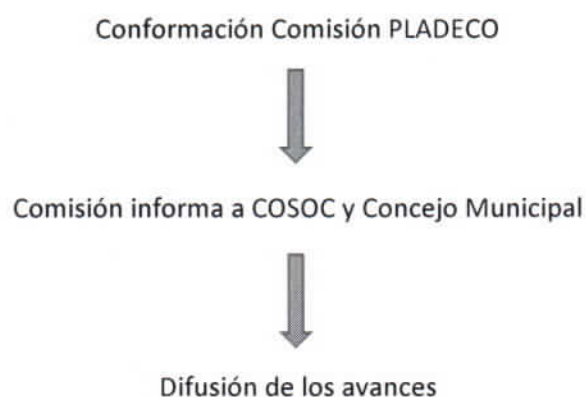 Conformación Comisión PLADECO
Comisión informa a COSOC y Concejo Municipal
Difusión de los avances